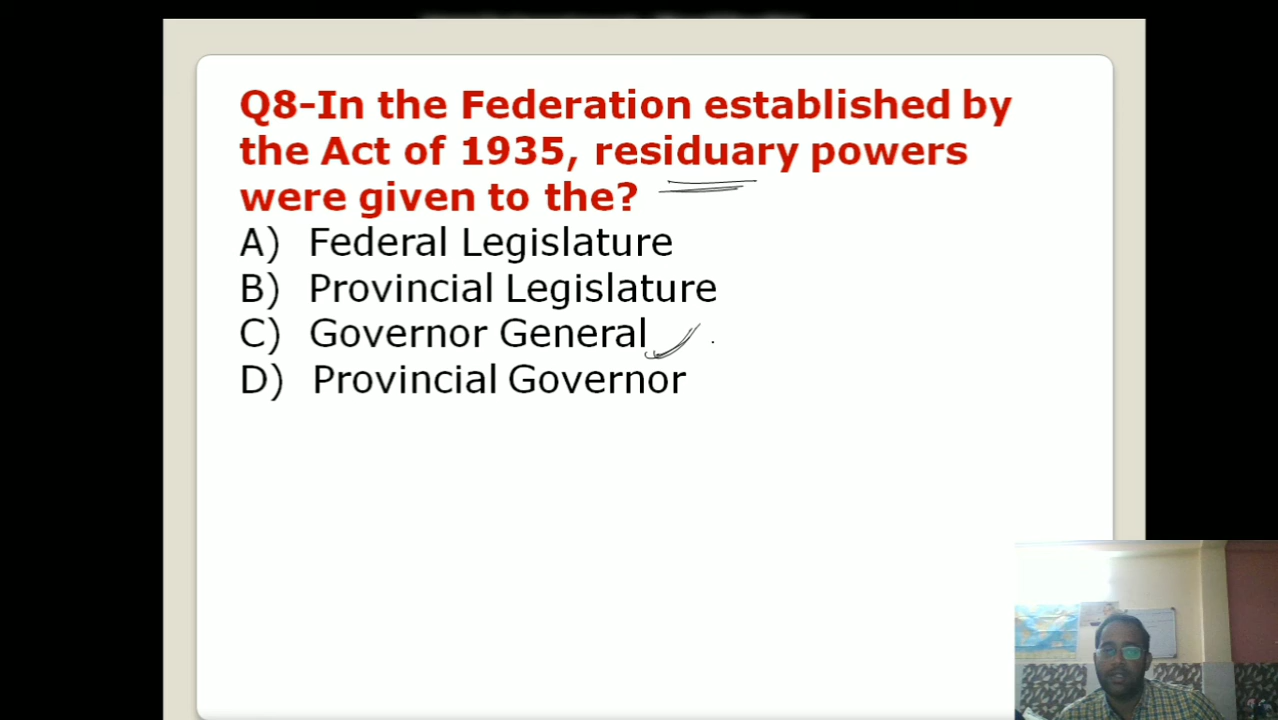 Q8-In the Federation established by
the Act of 1935, residuary powers
were given to the?
A) Federal Legislature
B) Provincial Legislature
C) Governor General
D) Provincial Governor